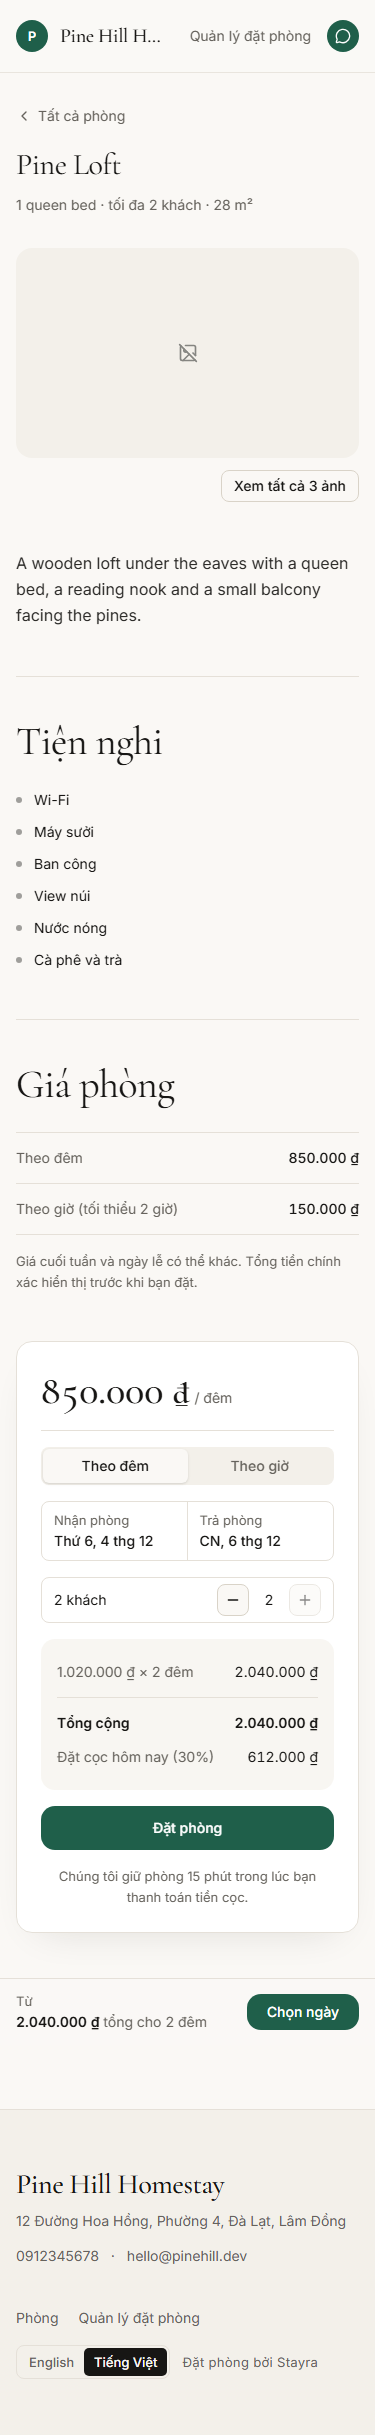 P Pine Hill H... Quản lý đặt phòng
Tất cả phòng
Pine Loft
1 queen bed · tối đa 2 khách · 28 m²
Xem tất cả 3 ảnh
A wooden loft under the eaves with a queen
bed, a reading nook and a small balcony
facing the pines.
Tiện nghi
Wi-Fi
Máy sưởi
Ban công
View núi
Nước nóng
Cà phê và trà
Giá phòng
Theo đêm 850.000 ₫
Theo giờ (tối thiểu 2 giờ) 150.000 ₫
Giá cuối tuần và ngày lễ có thể khác. Tổng tiền chính
xác hiển thị trước khi bạn đặt.
850.000 ₫ / đêm
Theo đêm Theo giờ
Nhận phòng Trả phòng
Thứ 6, 4 thg 12 CN, 6 thg 12
2 khách − 2 +
1.020.000 ₫ × 2 đêm 2.040.000 ₫
Tổng cộng 2.040.000 ₫
Đặt cọc hôm nay (30%) 612.000 ₫
Đặt phòng
Chúng tôi giữ phòng 15 phút trong lúc bạn
thanh toán tiền cọc.
Từ
2.040.000 ₫ tổng cho 2 đêm Chọn ngày
Pine Hill Homestay
12 Đường Hoa Hồng, Phường 4, Đà Lạt, Lâm Đồng
0912345678 · hello@pinehill.dev
Phòng Quản lý đặt phòng
English Tiếng Việt Đặt phòng bởi Stayra